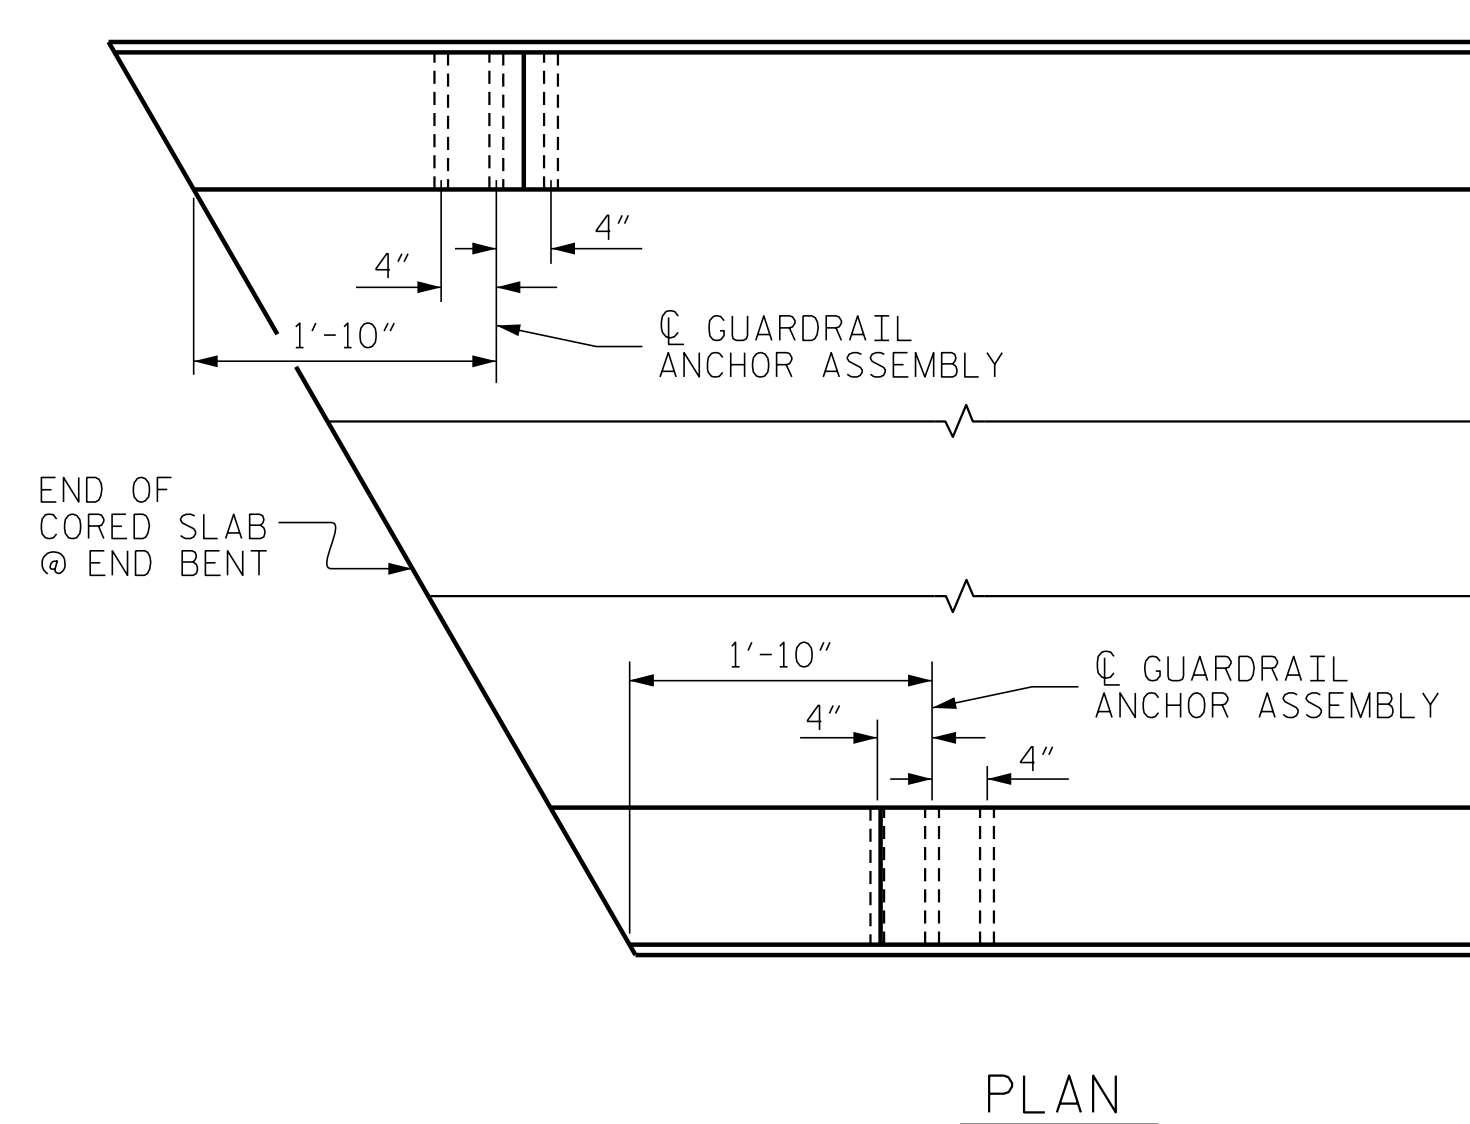 4″
4″
1′-10″
℄ GUARDRAIL
ANCHOR ASSEMBLY
END OF
CORED SLAB
@ END BENT
1′-10″
℄ GUARDRAIL
ANCHOR ASSEMBLY
4″
4″
PLAN